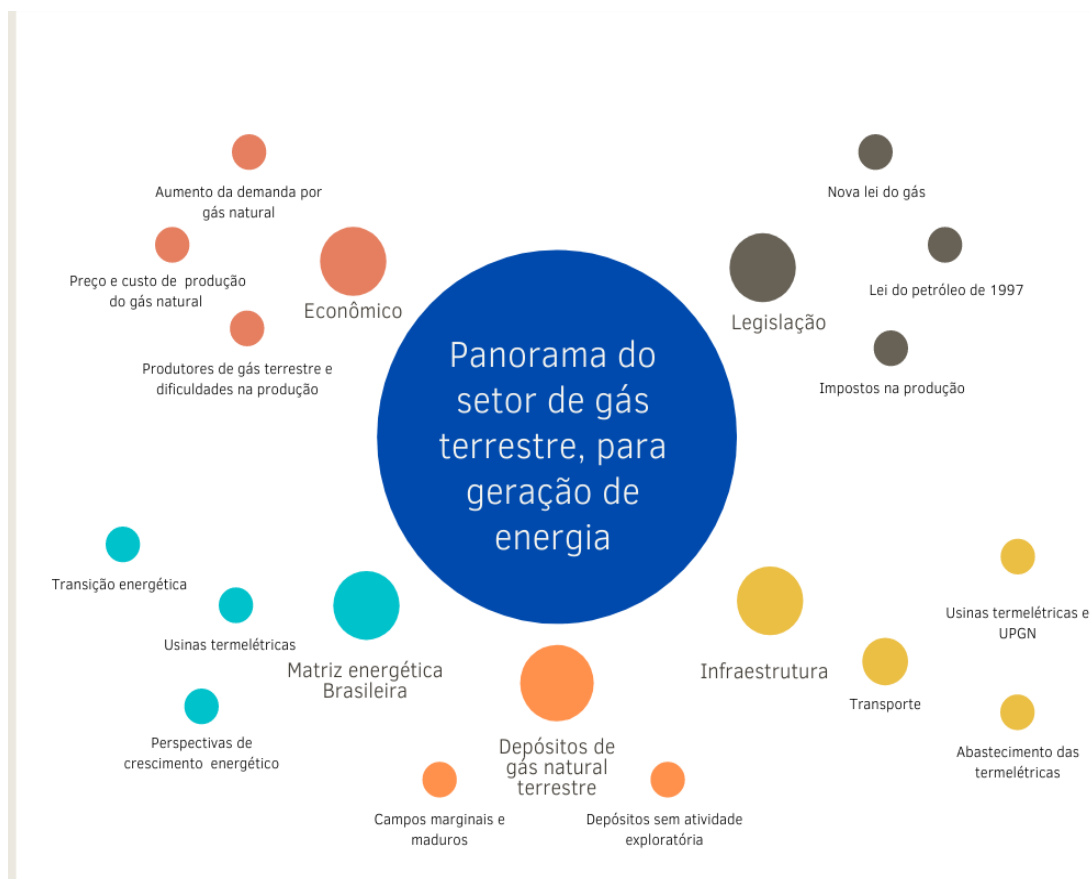 Aumento da demanda por
gás natural
Preço e custo de produção
do gás natural
Econômico
Produtores de gás terrestre e
dificuldades na produção
Nova lei do gás
Lei do petróleo de 1997
Legislação
Impostos na produção
Panorama do
setor de gás
terrestre, para
geração de
energia
Transição energética
Usinas termelétricas
Matriz energética
Brasileira
Perspectivas de
crescimento energético
Depósitos de
gás natural
terrestre
Campos marginais e
maduros
Depósitos sem atividade
exploratória
Infraestrutura
Usinas termelétricas e
UPGN
Transporte
Abastecimento das
termelétricas